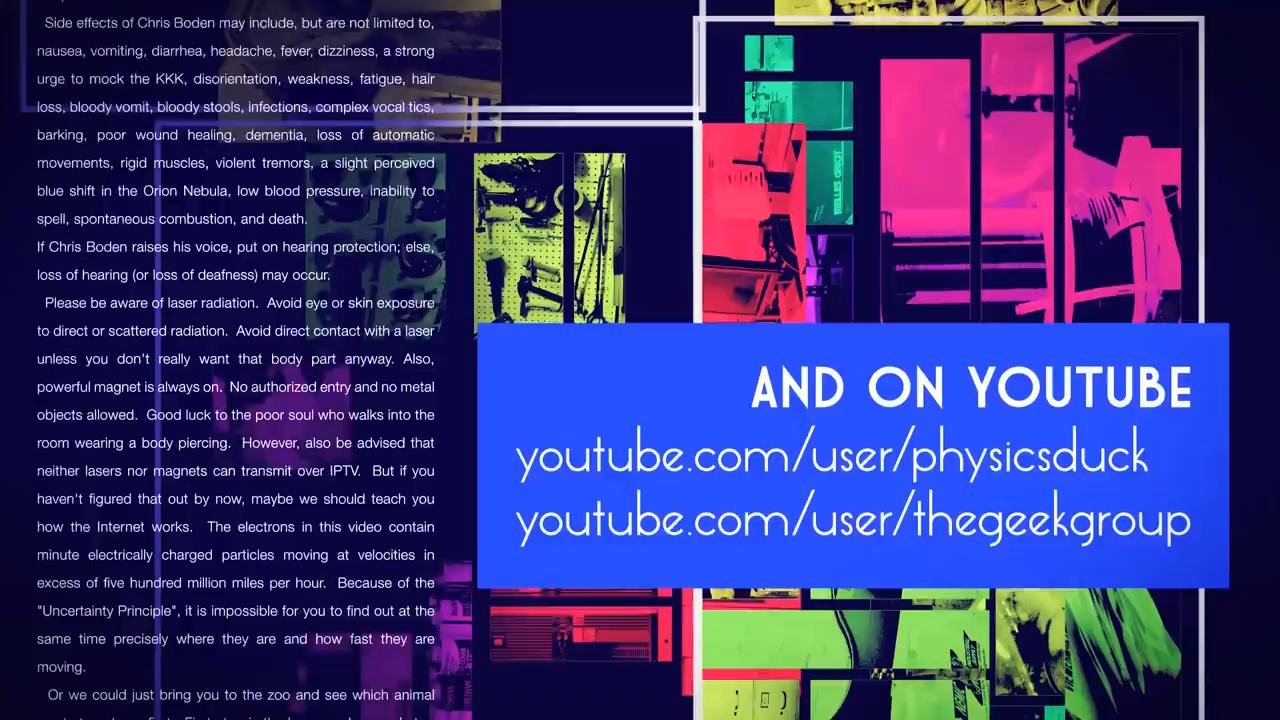 Side effects of Chris Boden may include, but are not limited to,
nausea, vomiting, diarrhea, headache, fever, dizziness, a strong
urge to mock the KKK, disorientation, weakness, fatigue, hair
loss, bloody vomit, bloody stools, infections, complex vocal tics,
barking, poor wound healing, dementia, loss of automatic
movements, rigid muscles, violent tremors, a slight perceived
blue shift in the Orion Nebula, low blood pressure, inability to
spell, spontaneous combustion, and death.
If Chris Boden raises his voice, put on hearing protection; else,
loss of hearing (or loss of deafness) may occur.
Please be aware of laser radiation. Avoid eye or skin exposure
to direct or scattered radiation. Avoid direct contact with a laser
unless you don't really want that body part anyway. Also,
powerful magnet is always on. No authorized entry and no metal
objects allowed. Good luck to the poor soul who walks into the
room wearing a body piercing. However, also be advised that
neither lasers nor magnets can transmit over IPTV. But if you
haven't figured that out by now, maybe we should teach you
how the Internet works. The electrons in this video contain
minute electrically charged particles moving at velocities in
excess of five hundred million miles per hour. Because of the
"Uncertainty Principle", it is impossible for you to find out at the
same time precisely where they are and how fast they are
moving.
Or we could just bring you to the zoo and see which animal
AND ON YOUTUBE
youtube.com/user/physicsduck
youtube.com/user/thegeekgroup